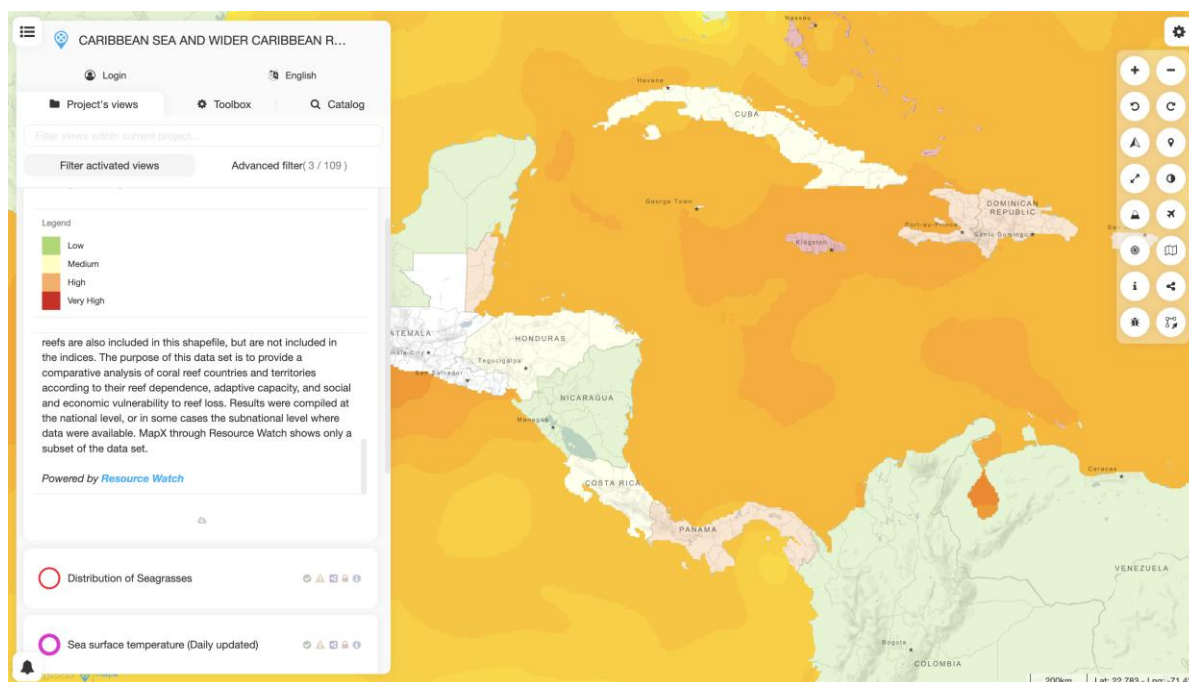 CARIBBEAN SEA AND WIDER CARIBBEAN R...
Login
English
Project's views
Toolbox
Catalog
Filter views within current project...
Filter activated views
Advanced filter( 3 / 109 )
Legend
Low
Medium
High
Very High
reefs are also included in this shapefile, but are not included in
the indices. The purpose of this data set is to provide a
comparative analysis of coral reef countries and territories
according to their reef dependence, adaptive capacity, and social
and economic vulnerability to reef loss. Results were compiled at
the national level, or in some cases the subnational level where
data were available. MapX through Resource Watch shows only a
subset of the data set.
Powered by Resource Watch
Distribution of Seagrasses
Sea surface temperature (Daily updated)
Nassau
Havana
CUBA
George Town
Kingston
DOMINICAN
REPUBLIC
Port-au-Prince
Santo Domingo
HONDURAS
Tegucigalpa
San Salvador
NICARAGUA
Managua
COSTA RICA
PANAMA
Caracas
VENEZUELA
Bogota
COLOMBIA
200km